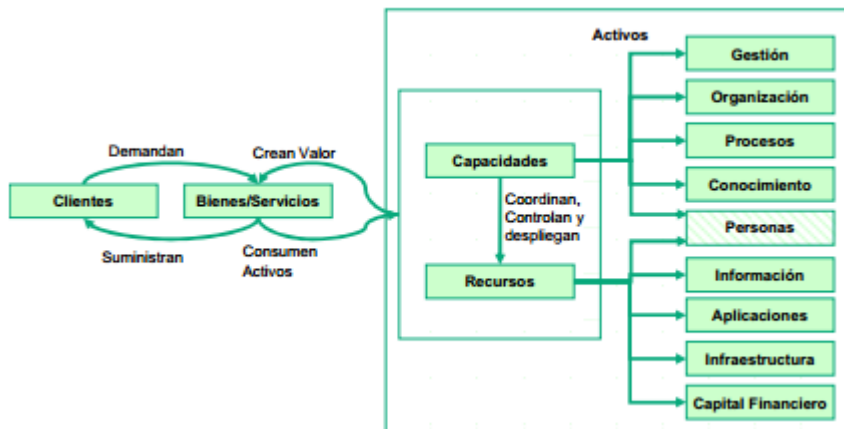 Activos
Gestión
Organización
Procesos
Conocimiento
Personas
Información
Aplicaciones
Infraestructura
Capital Financiero
Demandan
Crean Valor
Clientes
Bienes/Servicios
Suministran
Consumen
Activos
Capacidades
Coordinan,
Controlan y
despliegan
Recursos